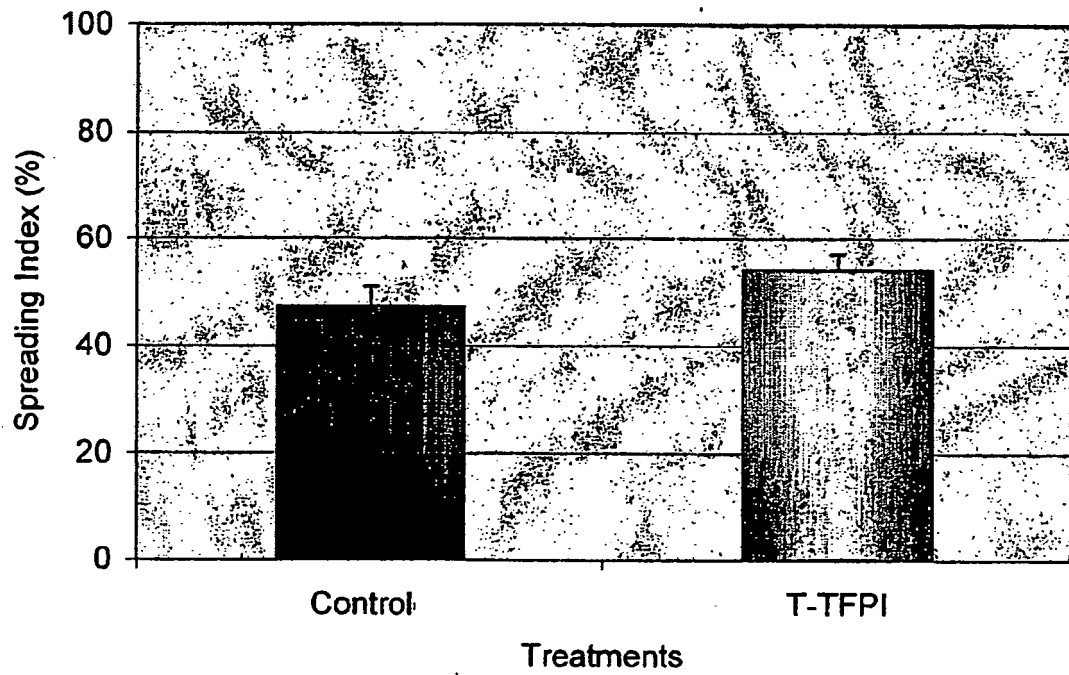 100
80
60
40
20
0
Spreading Index (%)
Control
T-TFPI
Treatments